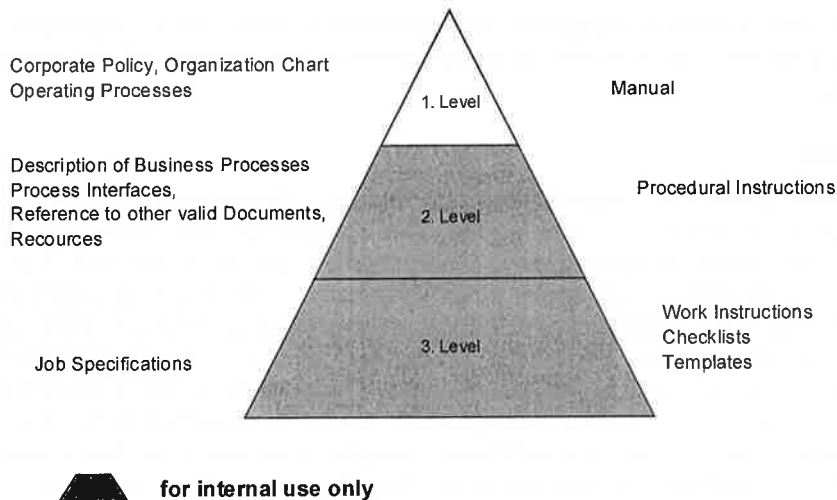 Corporate Policy, Organization Chart
Operating Processes
1. Level
Manual
Description of Business Processes
Process Interfaces,
Reference to other valid Documents,
Recources
2. Level
Procedural Instructions
Job Specifications
3. Level
Work Instructions
Checklists
Templates
for internal use only